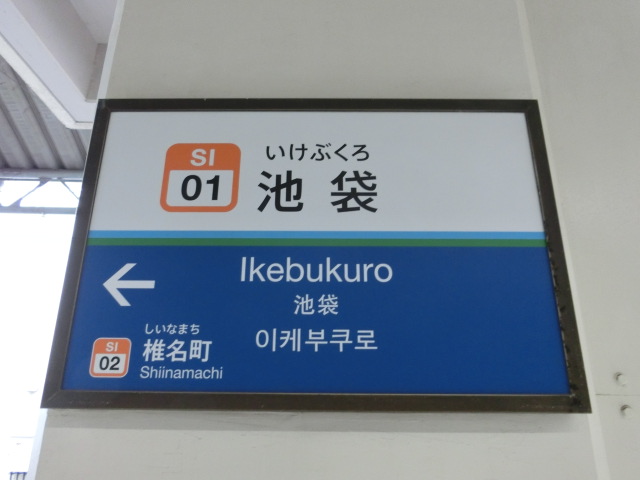 SI
01
いけぶくろ
池袋
Ikebukuro
池袋
이케부쿠로
SI
02
しいなまち
椎名町
Shiinamachi